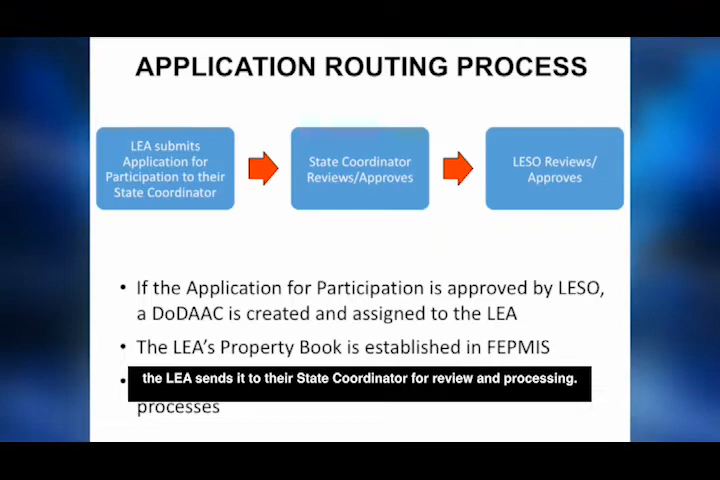 APPLICATION ROUTING PROCESS
LEA submits
Application for
Participation to their
State Coordinator
State Coordinator
Reviews/Approves
LESO Reviews/
Approves
• If the Application for Participation is approved by LESO,
a DoDAAC is created and assigned to the LEA
• The LEA's Property Book is established in FEPMIS
the LEA sends it to their State Coordinator for review and processing.
processes